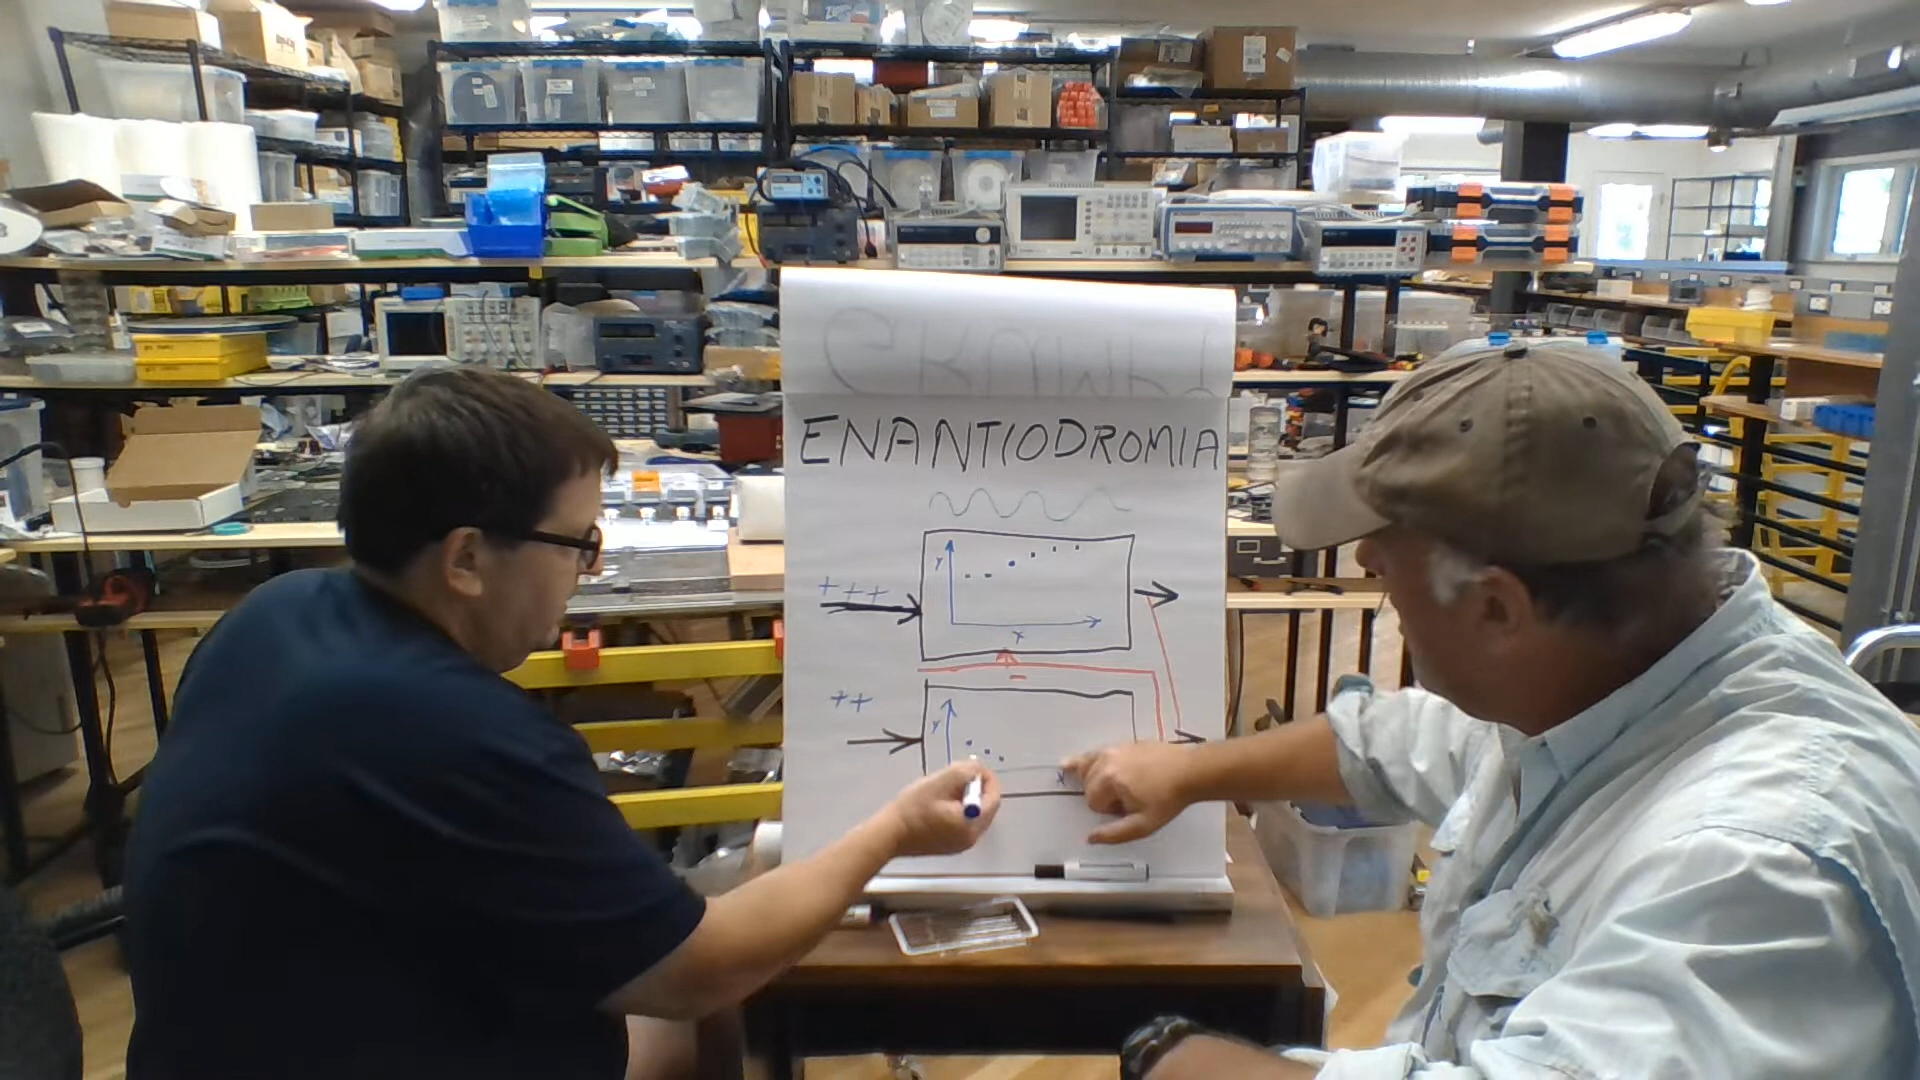 ENANTIODROMIA
+++
Y
X
-
++
Y
X